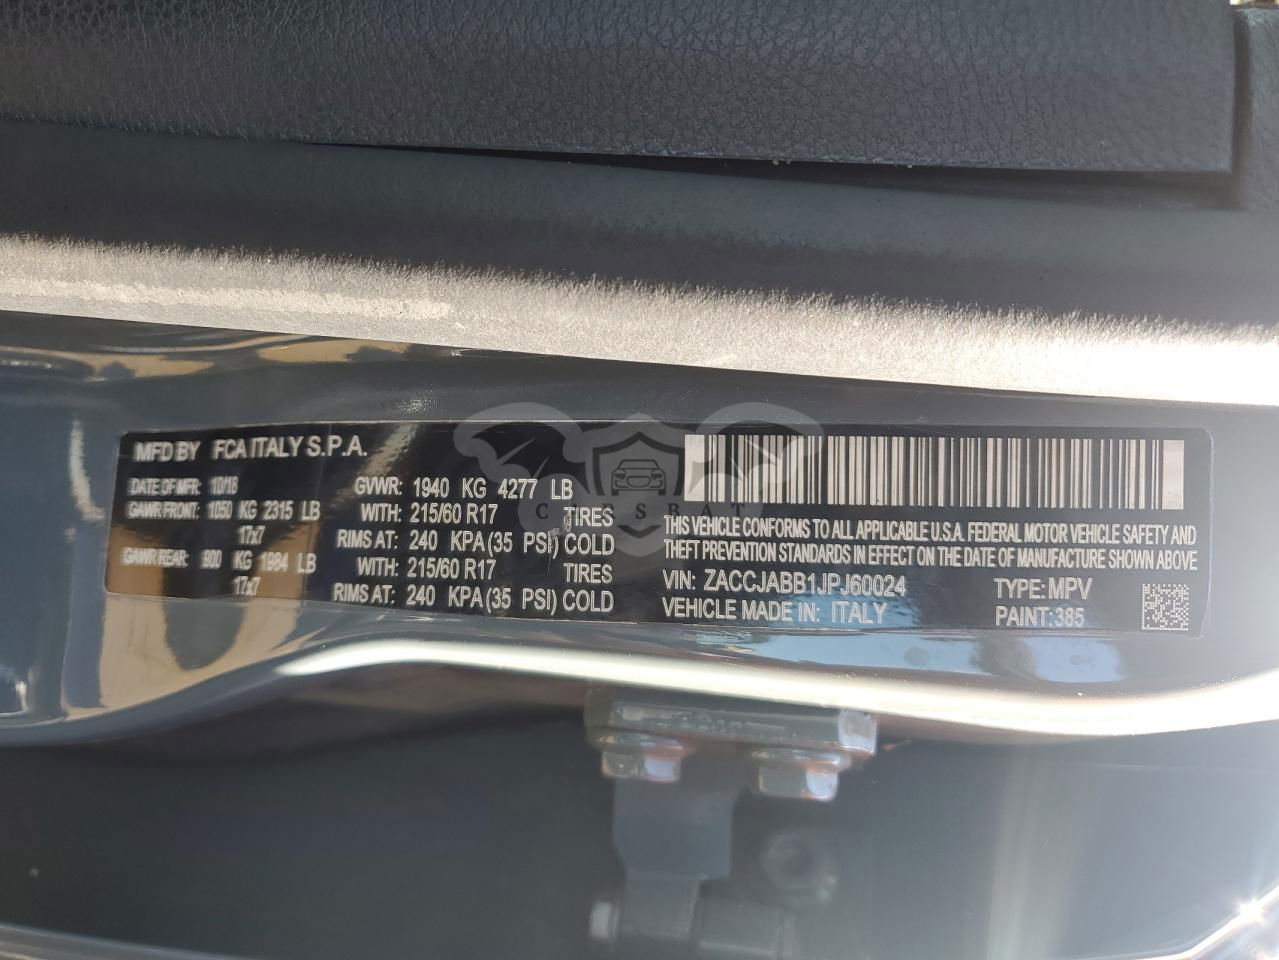 MFD BY FCA ITALY S.P.A.
DATE OF MFR: 10/18 GVWR: 1940 KG 4277 LB
GAWR FRONT: 1050 KG 2315 LB WITH: 215/60 R17 TIRES
17x7 RIMS AT: 240 KPA (35 PSI) COLD
GAWR REAR: 900 KG 1984 LB WITH: 215/60 R17 TIRES
17x7 RIMS AT: 240 KPA (35 PSI) COLD
THIS VEHICLE CONFORMS TO ALL APPLICABLE U.S.A. FEDERAL MOTOR VEHICLE SAFETY AND
THEFT PREVENTION STANDARDS IN EFFECT ON THE DATE OF MANUFACTURE SHOWN ABOVE
VIN: ZACCJABB1JPJ60024 TYPE: MPV
VEHICLE MADE IN: ITALY PAINT: 385
CARSBAT